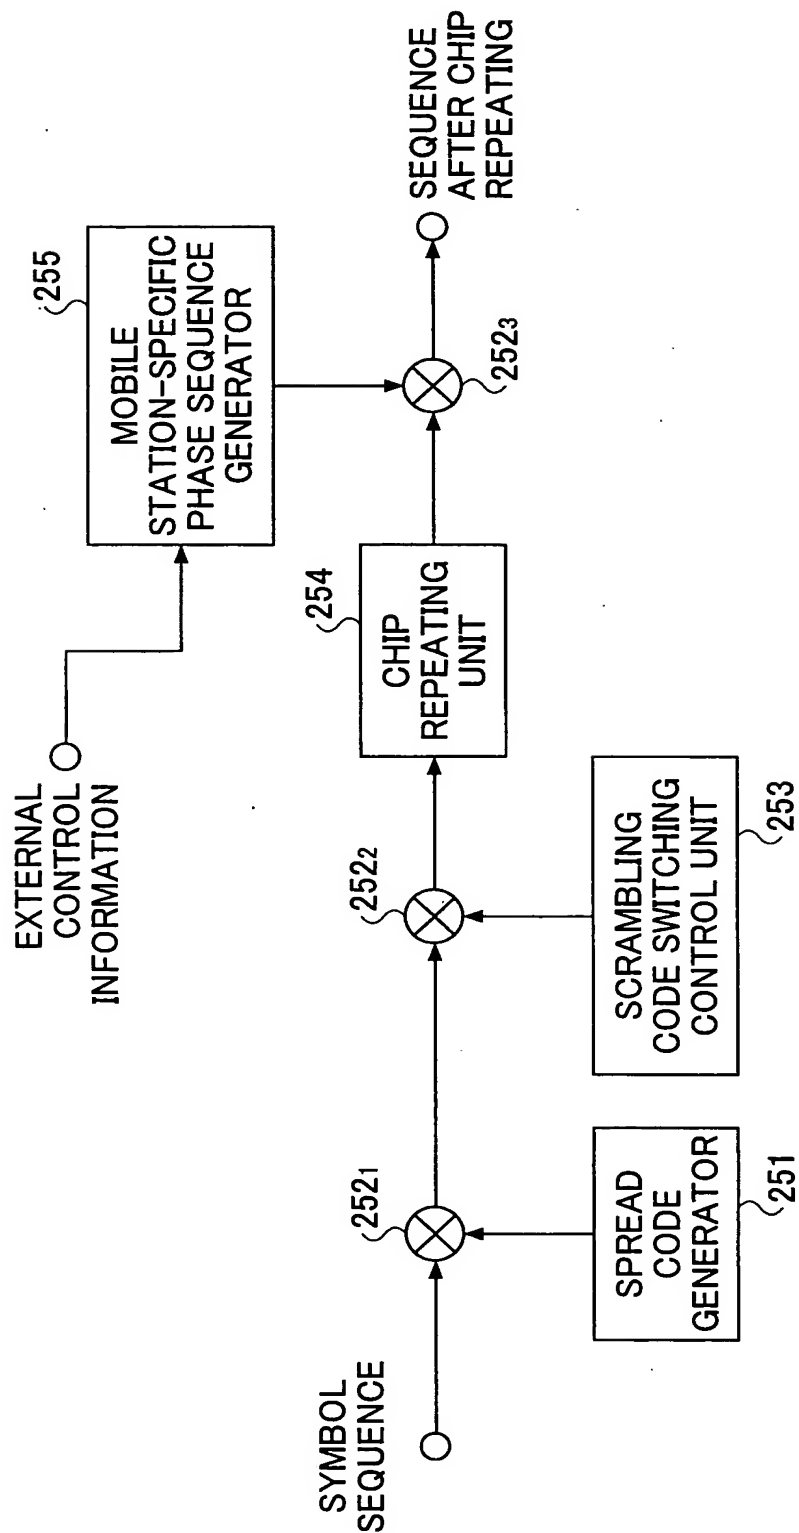 EXTERNAL
CONTROL
INFORMATION
255
MOBILE
STATION-SPECIFIC
PHASE SEQUENCE
GENERATOR
SYMBOL
SEQUENCE
252₁
252₂
254
CHIP
REPEATING
UNIT
252₃
SEQUENCE
AFTER CHIP
REPEATING
SPREAD
CODE
GENERATOR
251
SCRAMBLING
CODE SWITCHING
CONTROL UNIT
253